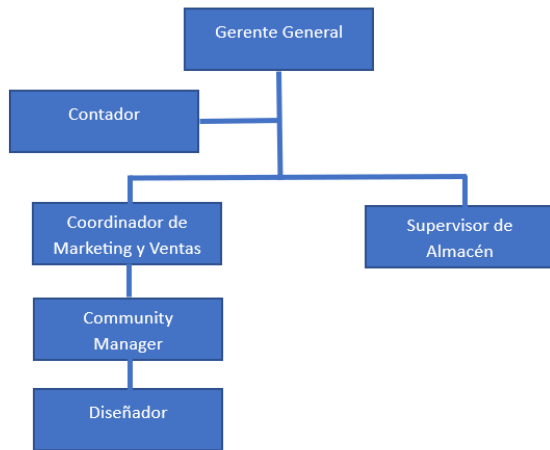 Gerente General
Contador
Coordinador de
Marketing y Ventas
Supervisor de
Almacén
Community
Manager
Diseñador